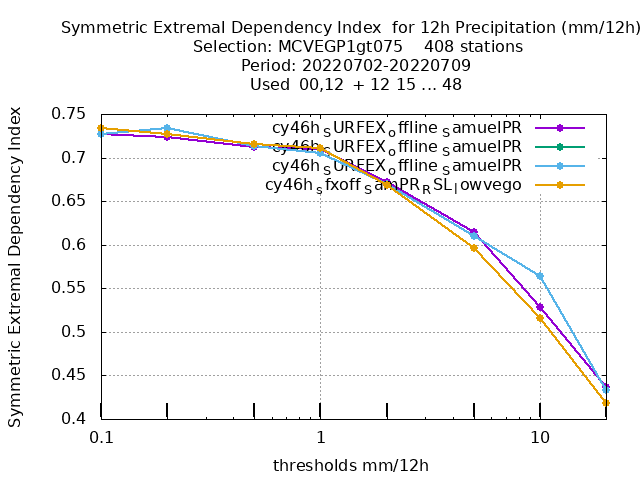 Symmetric Extremal Dependency Index for 12h Precipitation (mm/12h)
Selection: MCVEGP1gt075 408 stations
Period: 20220702-20220709
Used 00,12 + 12 15 ... 48
Symmetric Extremal Dependency Index
0.75
0.7
0.65
0.6
0.55
0.5
0.45
0.4
cy46h_SURFEX_offline_SamuelPR
cy46h_SURFEX_offline_SamuelPR
cy46h_SURFEX_offline_SamuelPR
cy46h_sfxoff_SamPR_RSL_lowvego
0.1 1 10
thresholds mm/12h